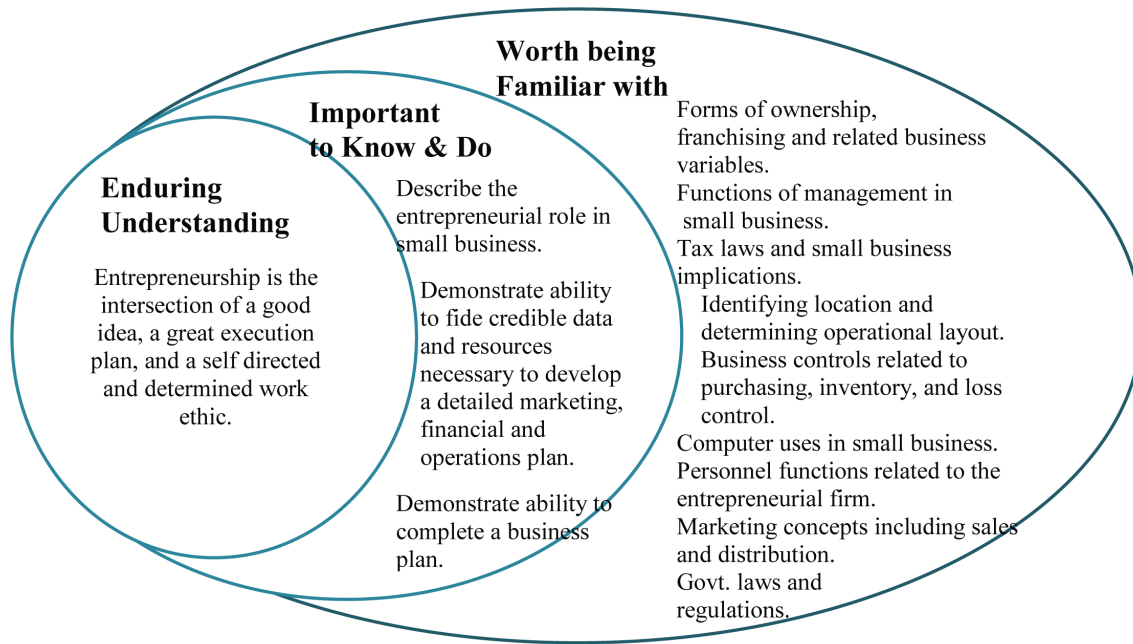 Worth being
Familiar with
Important
to Know & Do
Enduring
Understanding
Entrepreneurship is the
intersection of a good
idea, a great execution
plan, and a self directed
and determined work
ethic.
Describe the
entrepreneurial role in
small business.
Demonstrate ability
to fide credible data
and resources
necessary to develop
a detailed marketing,
financial and
operations plan.
Demonstrate ability to
complete a business
plan.
Forms of ownership,
franchising and related business
variables.
Functions of management in
small business.
Tax laws and small business
implications.
Identifying location and
determining operational layout.
Business controls related to
purchasing, inventory, and loss
control.
Computer uses in small business.
Personnel functions related to the
entrepreneurial firm.
Marketing concepts including sales
and distribution.
Govt. laws and
regulations.